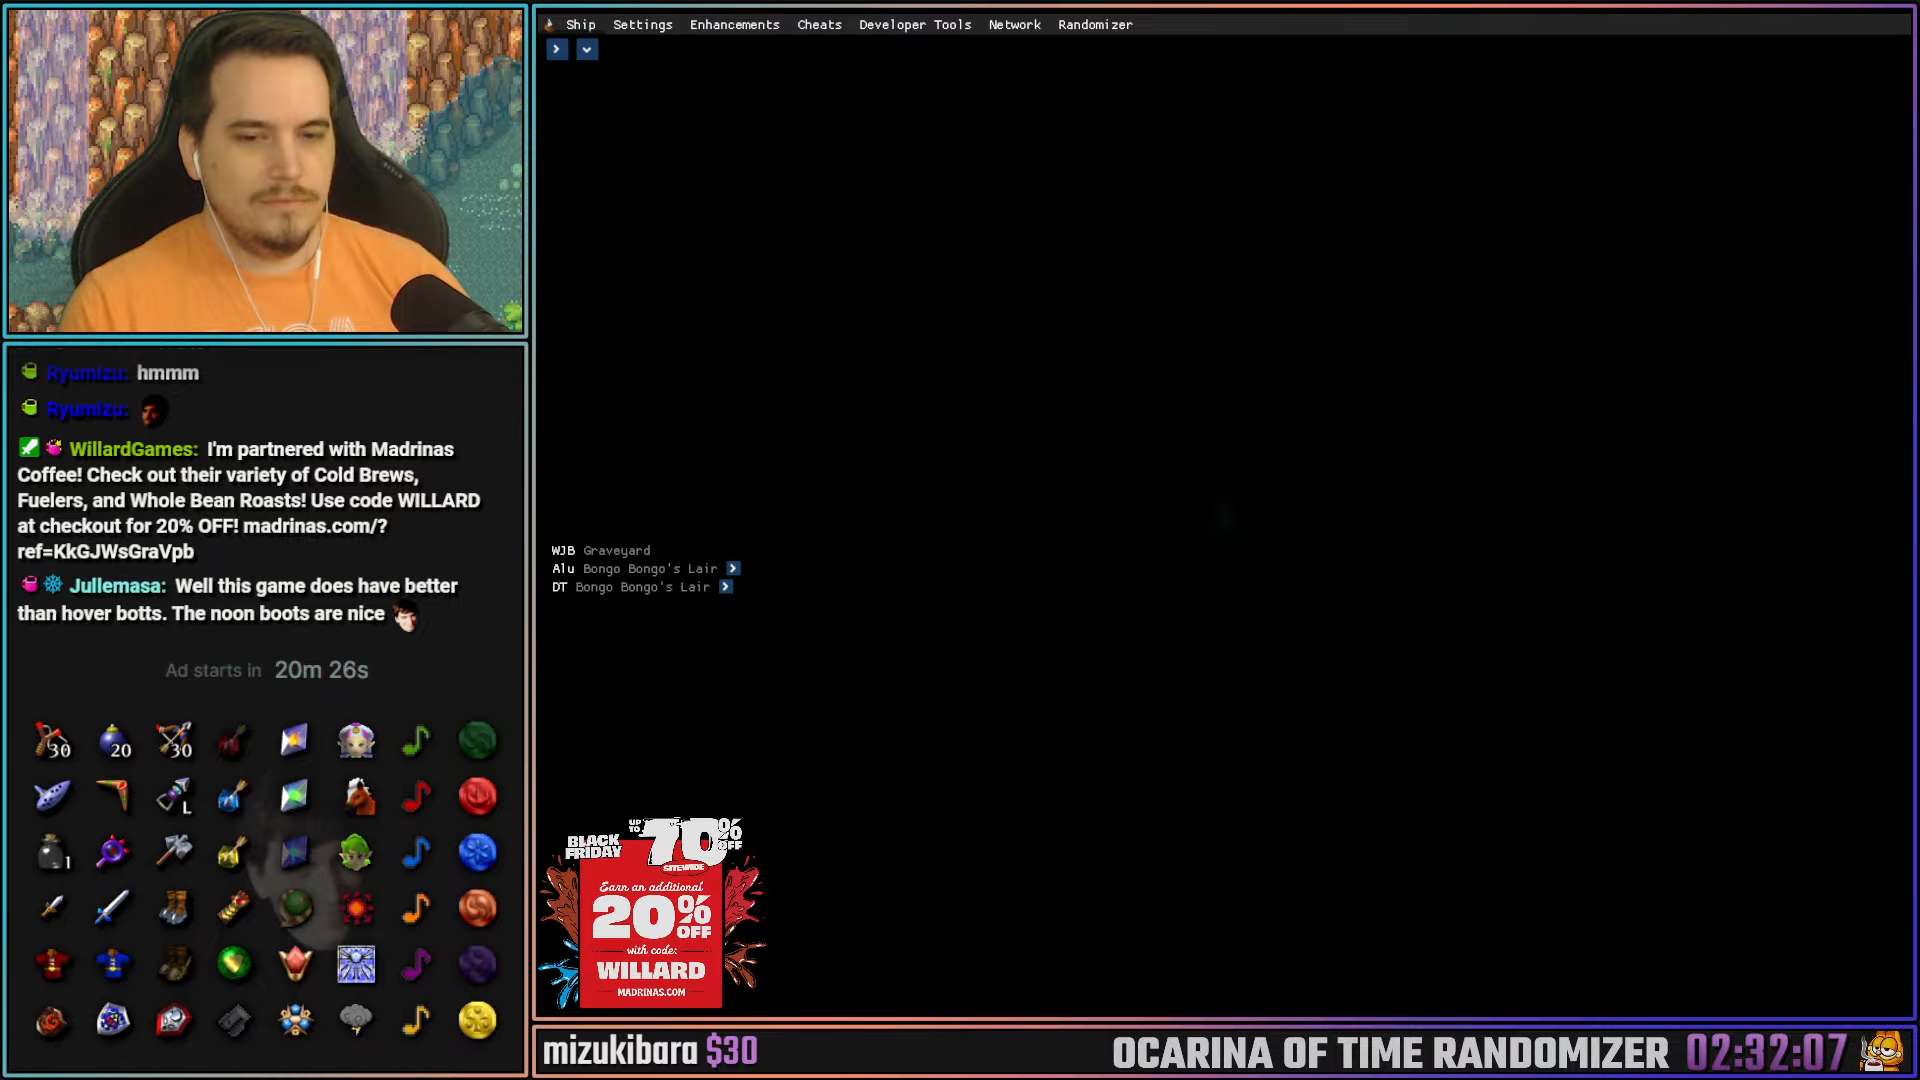 Ship Settings Enhancements Cheats Developer Tools Network Randomizer
Ryumizu: hmmm
Ryumizu:
WillardGames: I'm partnered with Madrinas
Coffee! Check out their variety of Cold Brews,
Fuelers, and Whole Bean Roasts! Use code WILLARD
at checkout for 20% OFF! madrinas.com/?
ref=KkGJWsGraVpb
Jullemasa: Well this game does have better
than hover botts. The noon boots are nice
Ad starts in 20m 26s
30 20 30
L
1
WJB Graveyard
Alu Bongo Bongo's Lair
DT Bongo Bongo's Lair
BLACK FRIDAY
UP TO 70% OFF
SITEWIDE
Earn an additional
20% OFF
with code:
WILLARD
MADRINAS.COM
mizukibara $30
OCARINA OF TIME RANDOMIZER 02:32:07